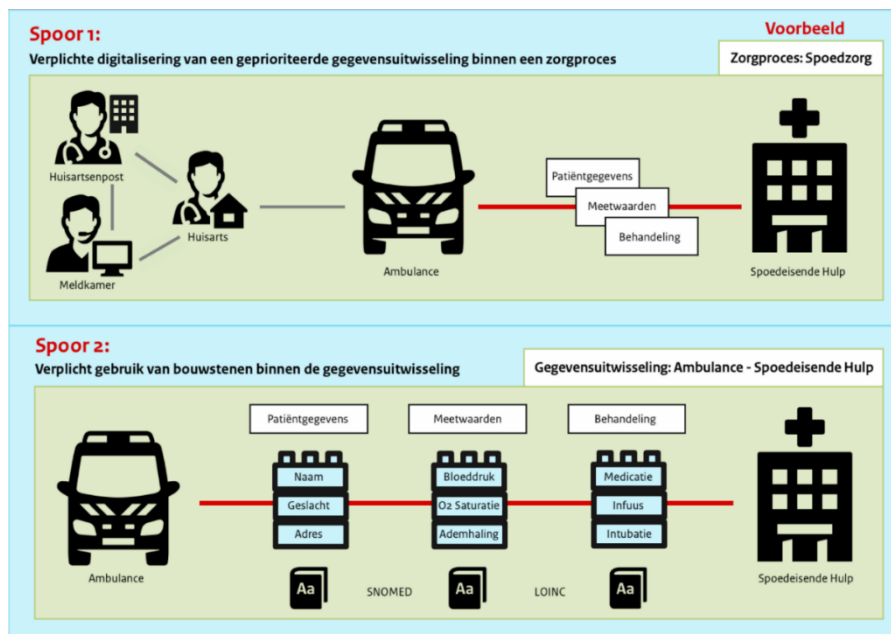 Spoor 1:
Voorbeeld
Verplichte digitalisering van een geprioriteerde gegevensuitwisseling binnen een zorgproces
Zorgproces: Spoedzorg
Huisartsenpost
Huisarts
Meldkamer
Ambulance
Patiëntgegevens
Meetwaarden
Behandeling
Spoedeisende Hulp
Spoor 2:
Verplicht gebruik van bouwstenen binnen de gegevensuitwisseling
Gegevensuitwisseling: Ambulance - Spoedeisende Hulp
Patiëntgegevens
Meetwaarden
Behandeling
Naam
Bloeddruk
Medicatie
Geslacht
O2 Saturatie
Infuus
Adres
Ademhaling
Intubatie
Ambulance
Spoedeisende Hulp
Aa
SNOMED
Aa
LOINC
Aa